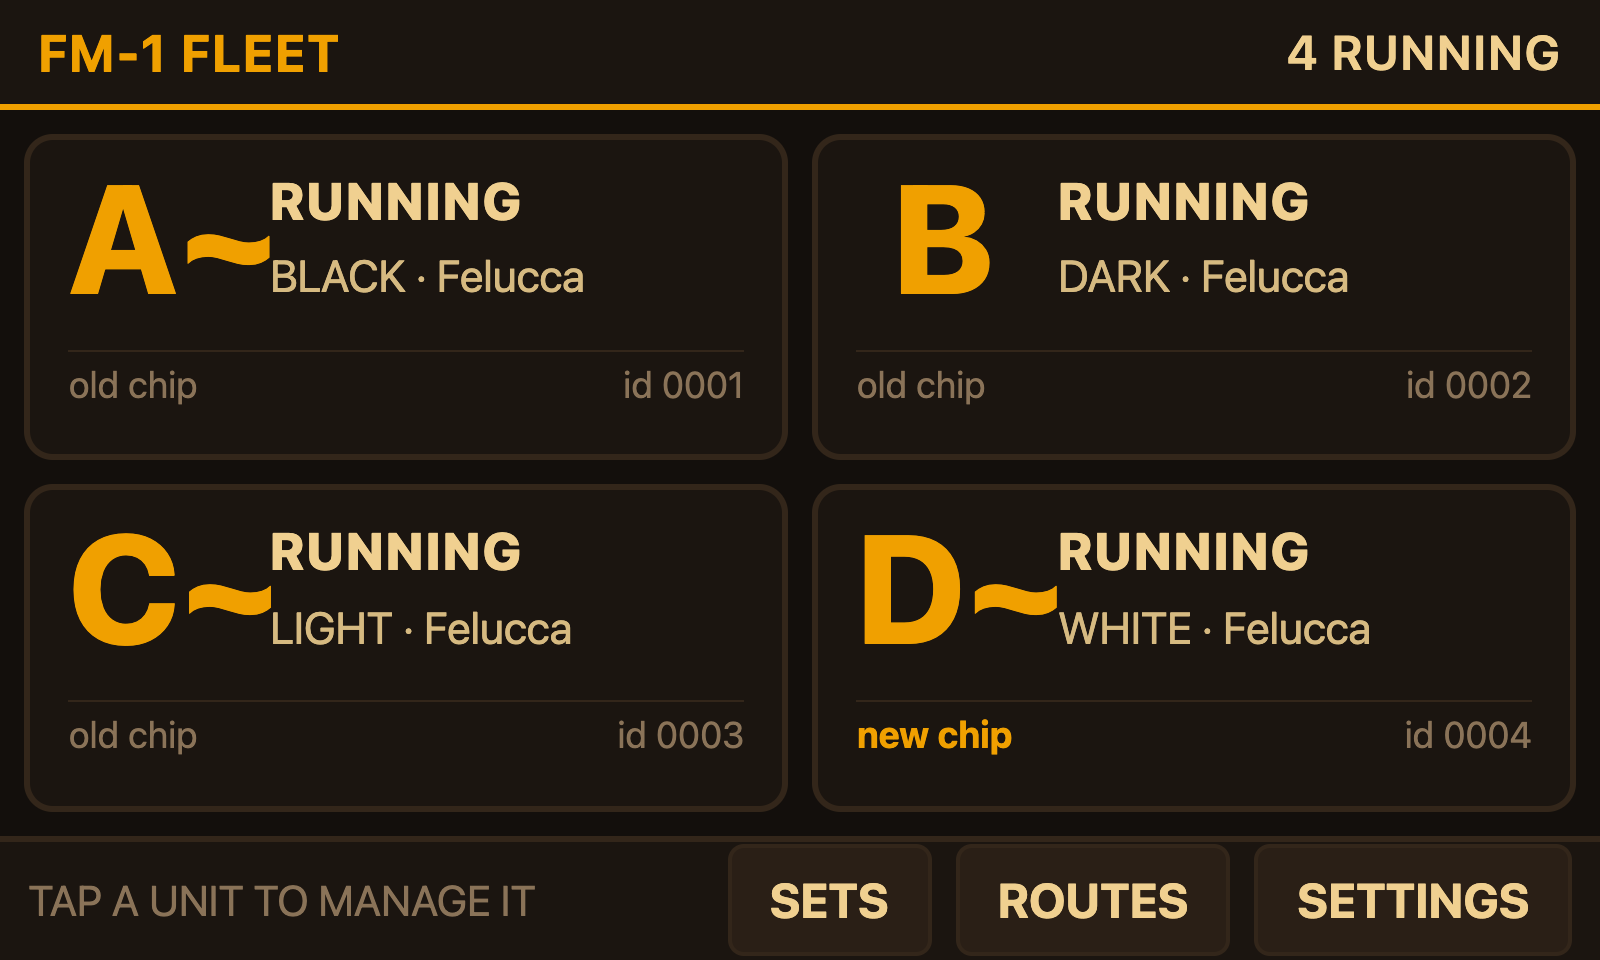 FM-1 FLEET
4 RUNNING
A~
RUNNING
BLACK · Felucca
old chip
id 0001
B
RUNNING
DARK · Felucca
old chip
id 0002
C~
RUNNING
LIGHT · Felucca
old chip
id 0003
D~
RUNNING
WHITE · Felucca
new chip
id 0004
TAP A UNIT TO MANAGE IT
SETS
ROUTES
SETTINGS